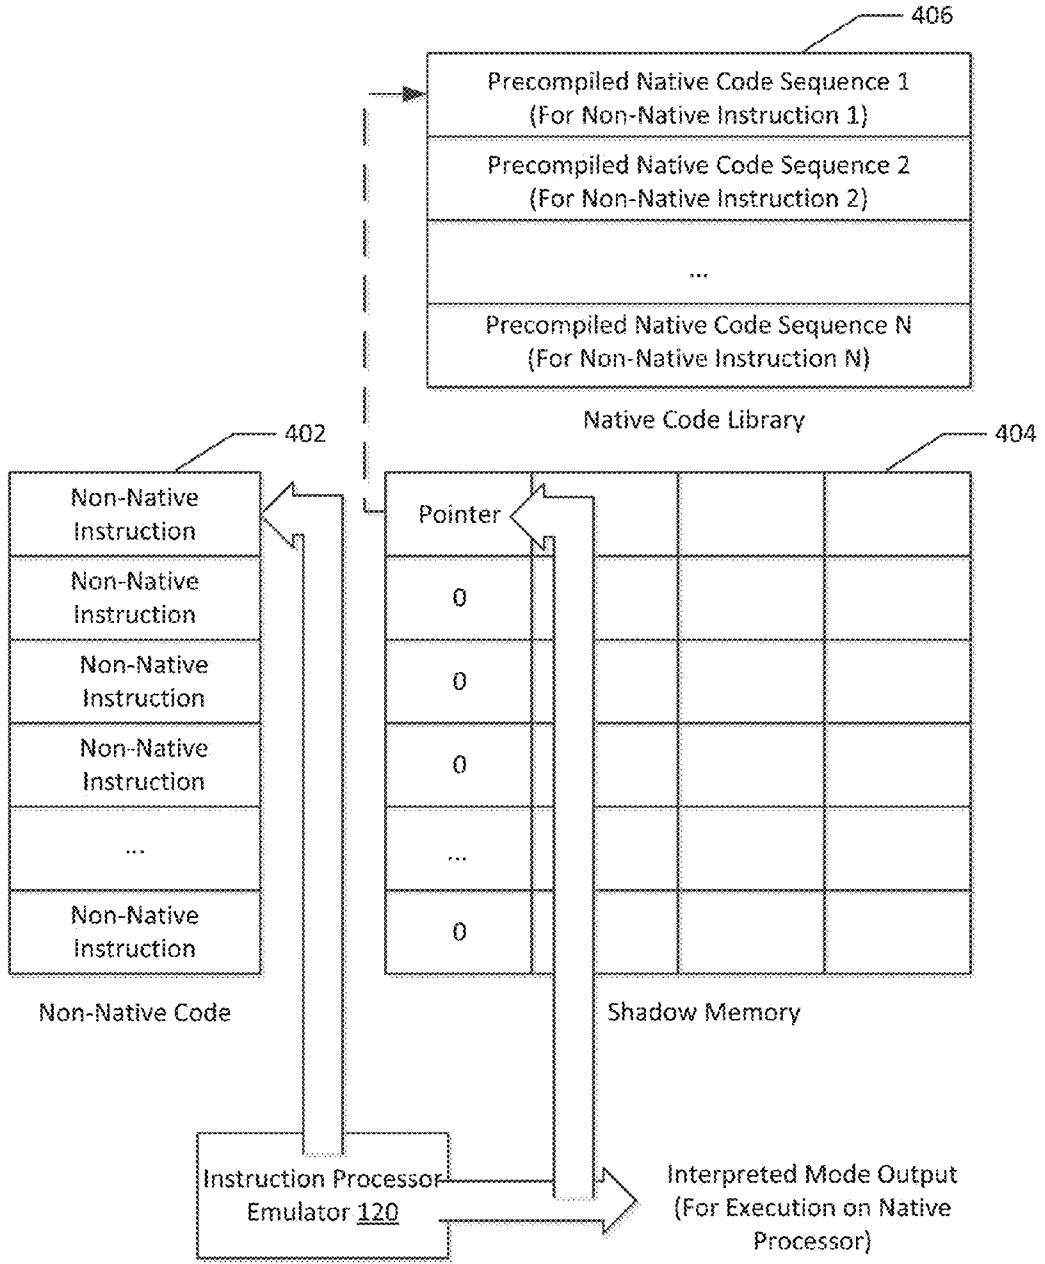 406
Precompiled Native Code Sequence 1
(For Non-Native Instruction 1)
Precompiled Native Code Sequence 2
(For Non-Native Instruction 2)
...
Precompiled Native Code Sequence N
(For Non-Native Instruction N)
Native Code Library
402
Non-Native
Instruction
Non-Native
Instruction
Non-Native
Instruction
Non-Native
Instruction
...
Non-Native
Instruction
Non-Native Code
404
Pointer
0
0
0
...
0
Shadow Memory
Instruction Processor
Emulator 120
Interpreted Mode Output
(For Execution on Native
Processor)